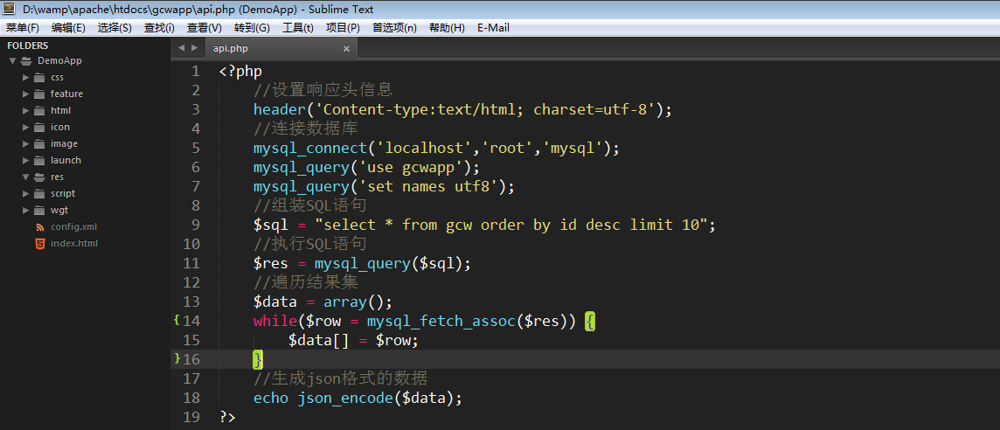 D:\wamp\apache\htdocs\gcwapp\api.php (DemoApp) - Sublime Text
菜单(F) 编辑(E) 选择(S) 查找(i) 查看(V) 转到(G) 工具(t) 项目(P) 首选项(n) 帮助(H) E-Mail
FOLDERS
DemoApp
css
feature
html
icon
image
launch
res
script
wgt
config.xml
index.html
api.php ×
1 <?php
2 //设置响应头信息
3 header('Content-type:text/html; charset=utf-8');
4 //连接数据库
5 mysql_connect('localhost','root','mysql');
6 mysql_query('use gcwapp');
7 mysql_query('set names utf8');
8 //组装SQL语句
9 $sql = "select * from gcw order by id desc limit 10";
10 //执行SQL语句
11 $res = mysql_query($sql);
12 //遍历结果集
13 $data = array();
{ 14 while($row = mysql_fetch_assoc($res)) {
15 $data[] = $row;
} 16 }
17 //生成json格式的数据
18 echo json_encode($data);
19 ?>